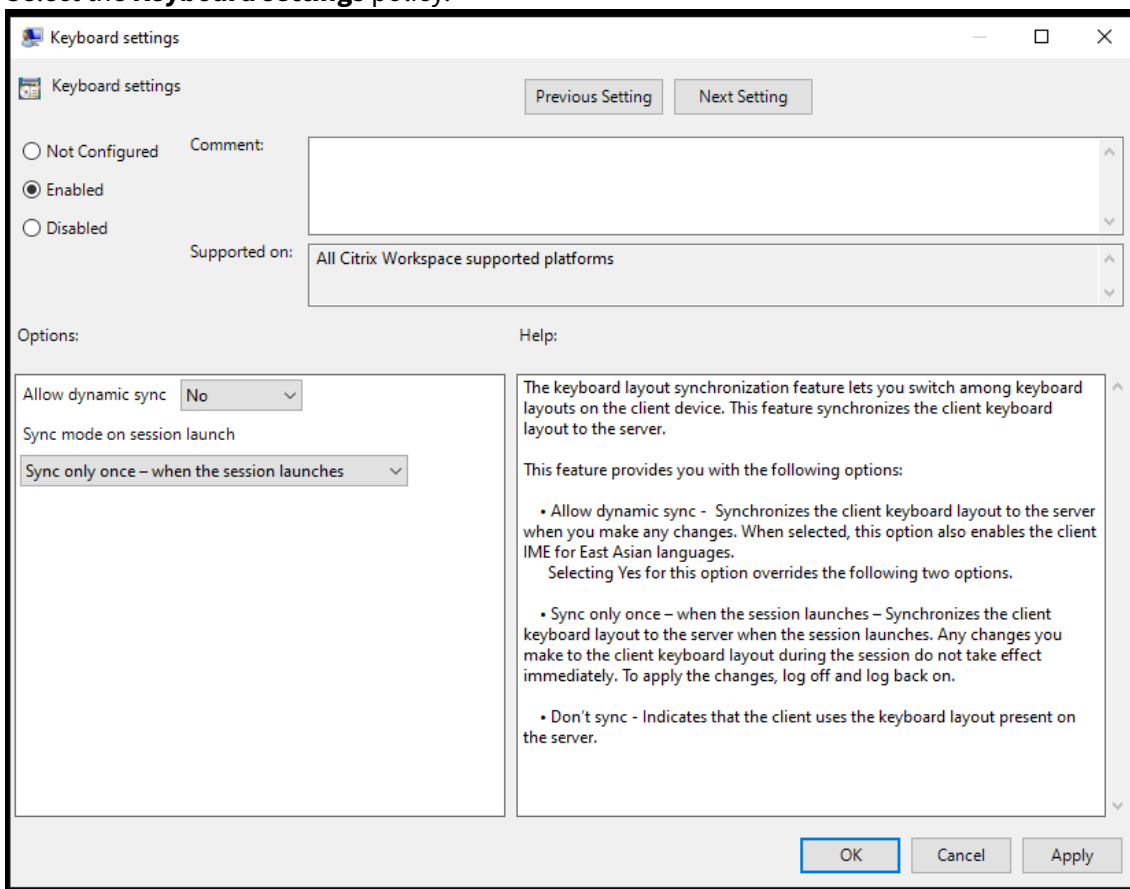 Select the Keyboard settings policy.
Keyboard settings
Keyboard settings
Previous Setting
Next Setting
Not Configured
Comment:
Enabled
Disabled
Supported on:
All Citrix Workspace supported platforms
Options:
Help:
Allow dynamic sync No
Sync mode on session launch
Sync only once – when the session launches
The keyboard layout synchronization feature lets you switch among keyboard
layouts on the client device. This feature synchronizes the client keyboard
layout to the server.
This feature provides you with the following options:
• Allow dynamic sync - Synchronizes the client keyboard layout to the server
when you make any changes. When selected, this option also enables the client
IME for East Asian languages.
Selecting Yes for this option overrides the following two options.
• Sync only once – when the session launches – Synchronizes the client
keyboard layout to the server when the session launches. Any changes you
make to the client keyboard layout during the session do not take effect
immediately. To apply the changes, log off and log back on.
• Don't sync - Indicates that the client uses the keyboard layout present on
the server.
OK
Cancel
Apply